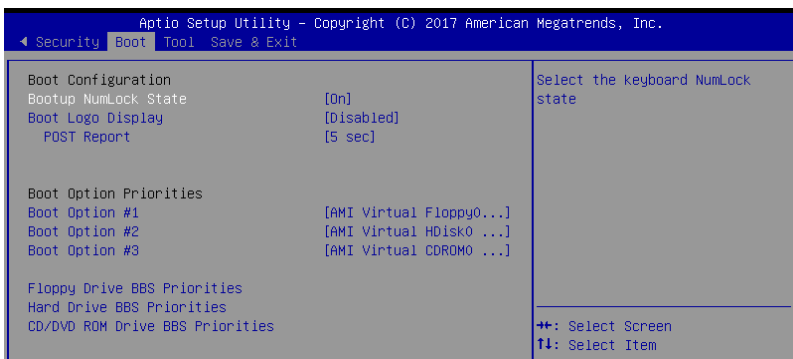 Aptio Setup Utility – Copyright (C) 2017 American Megatrends, Inc.
Security Boot Tool Save & Exit
Boot Configuration
Bootup NumLock State [On]
Boot Logo Display [Disabled]
POST Report [5 sec]
Boot Option Priorities
Boot Option #1 [AMI Virtual Floppy0...]
Boot Option #2 [AMI Virtual HDisk0 ...]
Boot Option #3 [AMI Virtual CDROM0 ...]
Floppy Drive BBS Priorities
Hard Drive BBS Priorities
CD/DVD ROM Drive BBS Priorities
Select the keyboard NumLock
state
→←: Select Screen
↑↓: Select Item